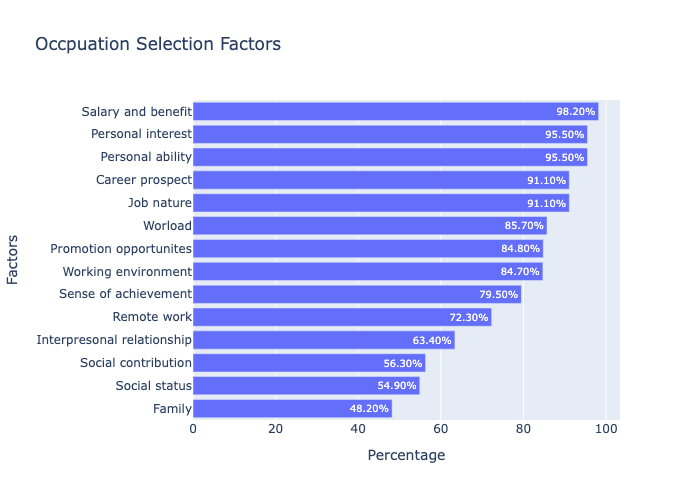 Occpuation Selection Factors
Factors
Salary and benefit 98.20%
Personal interest 95.50%
Personal ability 95.50%
Career prospect 91.10%
Job nature 91.10%
Worload 85.70%
Promotion opportunites 84.80%
Working environment 84.70%
Sense of achievement 79.50%
Remote work 72.30%
Interpresonal relationship 63.40%
Social contribution 56.30%
Social status 54.90%
Family 48.20%
0 20 40 60 80 100
Percentage